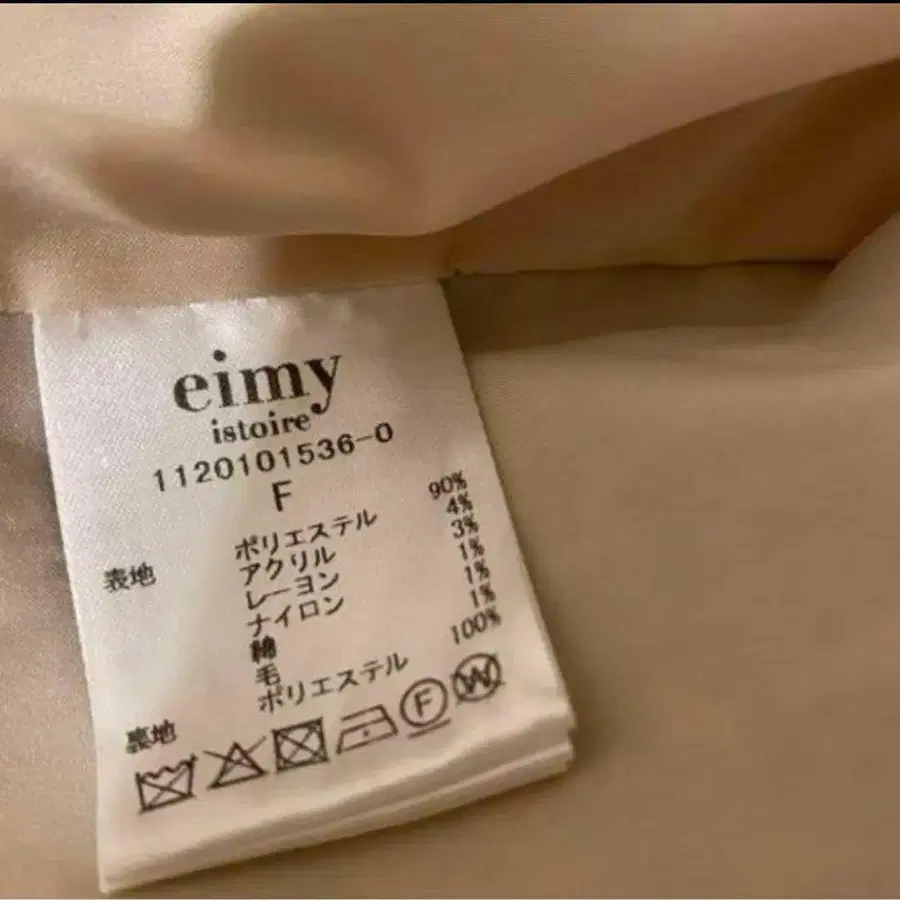 eimy
istoire
1120101536-0
F
表地 ポリエステル 90%
アクリル 4%
レーヨン 3%
ナイロン 1%
綿 1%
毛 1%
裏地 ポリエステル 100%
F W